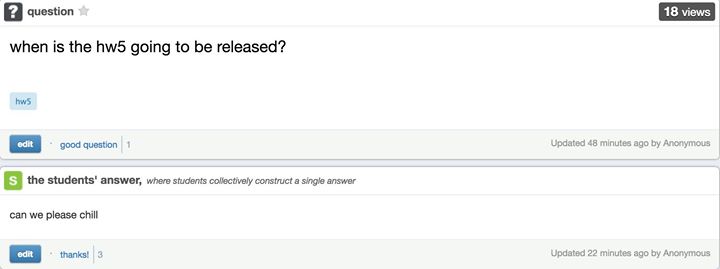 ? question 18 views
when is the hw5 going to be released?
hw5
edit · good question 1 Updated 48 minutes ago by Anonymous
S the students' answer, where students collectively construct a single answer
can we please chill
edit · thanks! 3 Updated 22 minutes ago by Anonymous